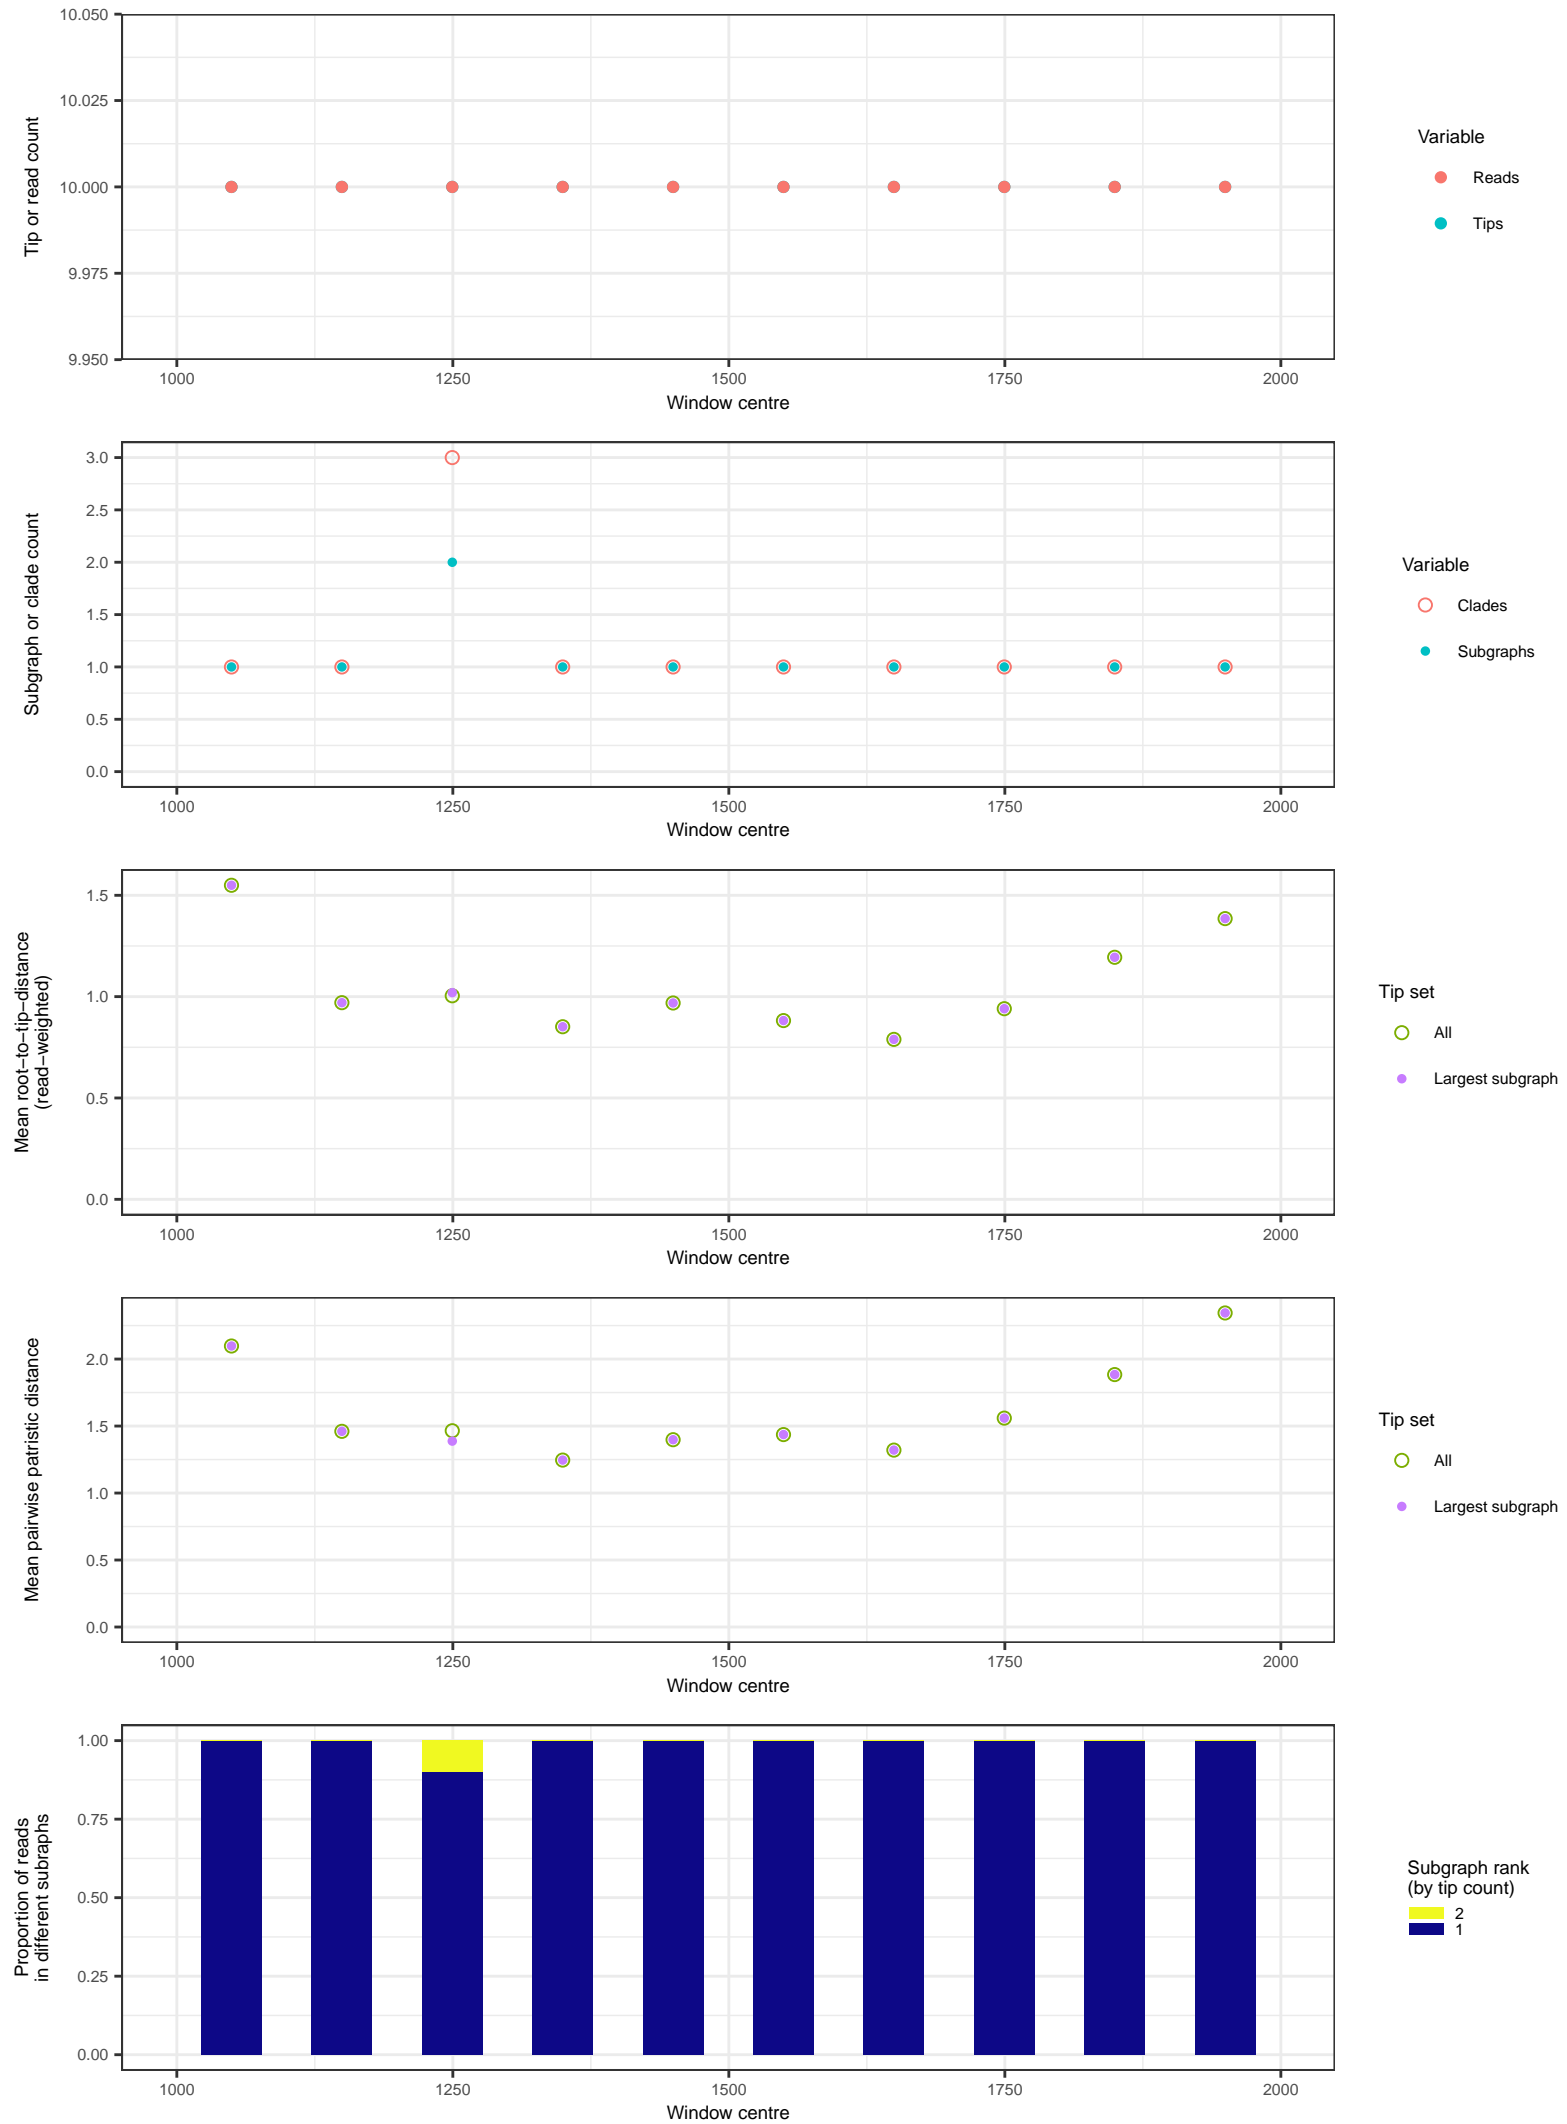 10.050
10.025
10.000
9.975
9.950
Tip or read count
1000 1250 1500 1750 2000
Window centre
Variable
Reads
Tips
3.0
2.5
2.0
1.5
1.0
0.5
0.0
Subgraph or clade count
1000 1250 1500 1750 2000
Window centre
Variable
Clades
Subgraphs
1.5
1.0
0.5
0.0
Mean root−to−tip−distance
(read−weighted)
1000 1250 1500 1750 2000
Window centre
Tip set
All
Largest subgraph
2.0
1.5
1.0
0.5
0.0
Mean pairwise patristic distance
1000 1250 1500 1750 2000
Window centre
Tip set
All
Largest subgraph
1.00
0.75
0.50
0.25
0.00
Proportion of reads
in different subraphs
1000 1250 1500 1750 2000
Window centre
Subgraph rank
(by tip count)
2
1